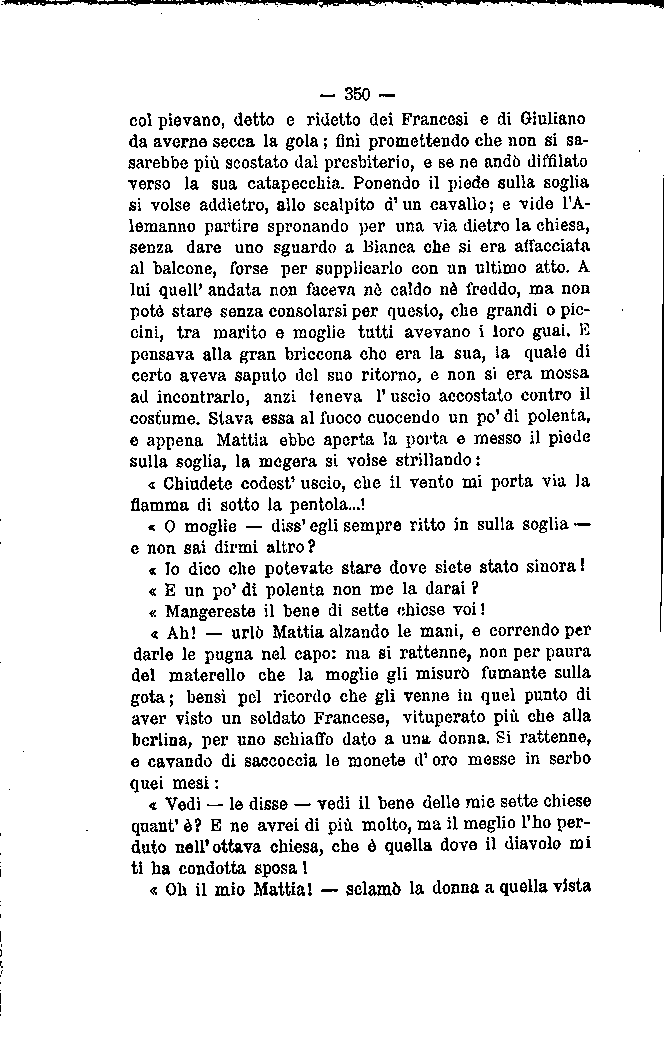 — 350 —
col pievano, detto e ridetto dei Francesi e di Giuliano
da averne secca la gola; finì promettendo che non si sa-
sarebbe più scostato dal presbiterio, e se ne andò diffilato
verso la sua catapecchia. Ponendo il piede sulla soglia
si volse addietro, allo scalpito d' un cavallo; e vide l'A-
lemanno partire spronando per una via dietro la chiesa,
senza dare uno sguardo a Bianca che si era affacciata
al balcone, forse per supplicarlo con un ultimo atto. A
lui quell' andata non faceva nè caldo nè freddo, ma non
potè stare senza consolarsi per questo, che grandi o pic-
cini, tra marito e moglie tutti avevano i loro guai. E
pensava alla gran briccona che era la sua, la quale di
certo aveva saputo del suo ritorno, e non si era mossa
ad incontrarlo, anzi teneva l' uscio accostato contro il
costume. Stava essa al fuoco cuocendo un po' di polenta,
e appena Mattia ebbe aperta la porta e messo il piede
sulla soglia, la megera si volse strillando:
« Chiudete codest' uscio, che il vento mi porta via la
fiamma di sotto la pentola...!
« O moglie — diss' egli sempre ritto in sulla soglia —
e non sai dirmi altro?
« Io dico che potevate stare dove siete stato sinora!
« E un po' di polenta non me la darai?
« Mangereste il bene di sette chiese voi!
« Ah! — urlò Mattia alzando le mani, e correndo per
darle le pugna nel capo: ma si rattenne, non per paura
del materello che la moglie gli misurò fumante sulla
gota; bensì pel ricordo che gli venne in quel punto di
aver visto un soldato Francese, vituperato più che alla
berlina, per uno schiaffo dato a una donna. Si rattenne,
e cavando di saccoccia le monete d' oro messe in serbo
quei mesi:
« Vedi — le disse — vedi il bene delle mie sette chiese
quant' è? E ne avrei di più molto, ma il meglio l'ho per-
duto nell' ottava chiesa, che è quella dove il diavolo mi
ti ha condotta sposa!
« Oh il mio Mattia! — sclamò la donna a quella vista